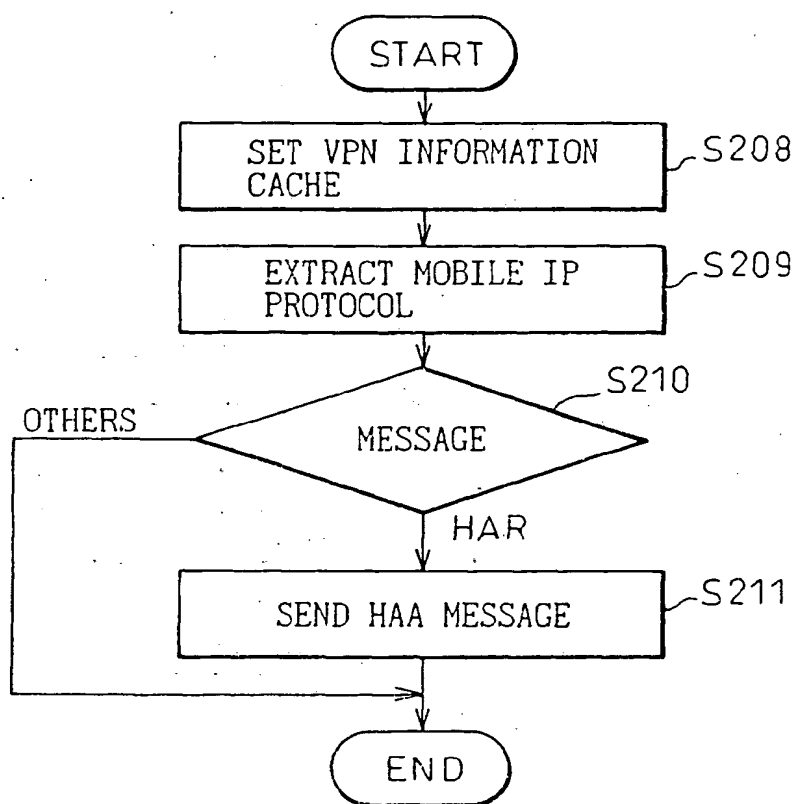 START
SET VPN INFORMATION
CACHE
S208
EXTRACT MOBILE IP
PROTOCOL
S209
S210
OTHERS
MESSAGE
HAR
SEND HAA MESSAGE
S211
END